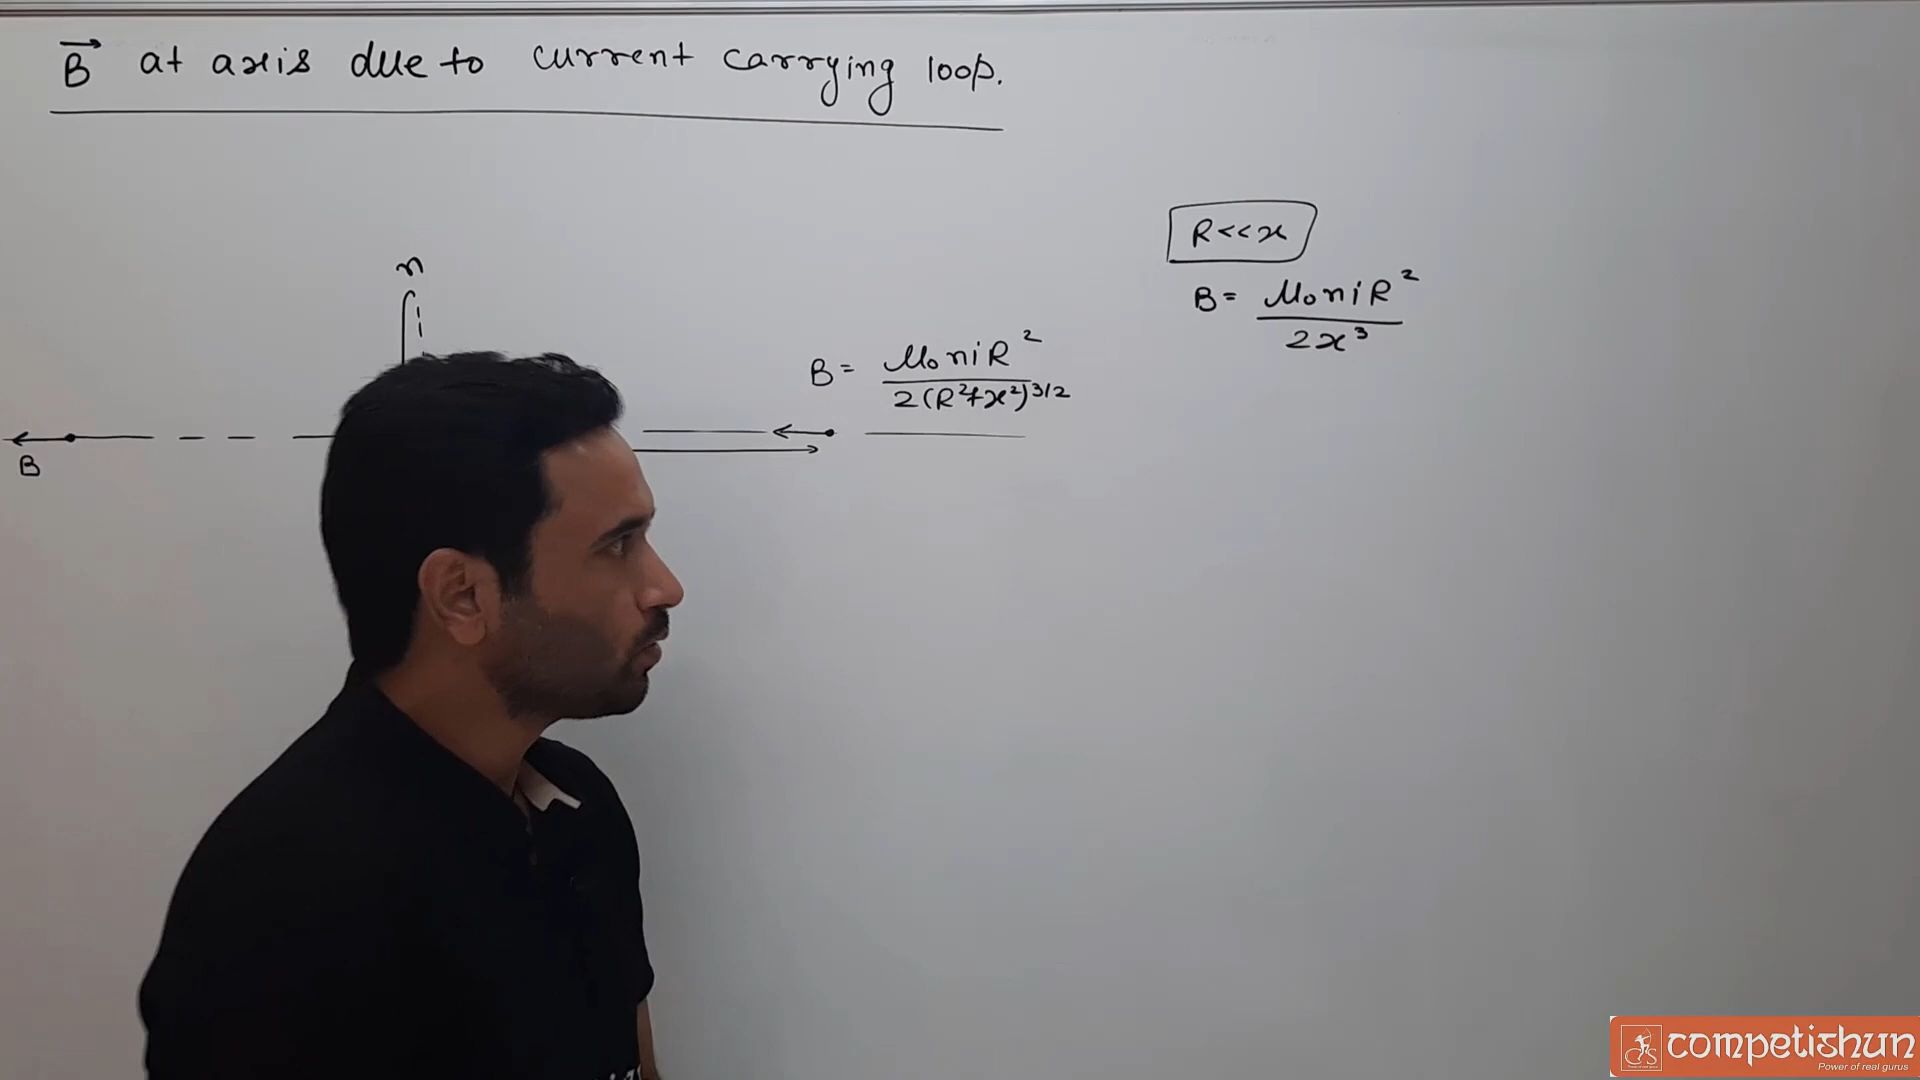 B⃗ at axis due to current carrying loop.
n
B = μ₀niR² / 2(R²+x²)^3/2
B
R<<x
B = μ₀niR² / 2x³
competishun
Power of real gurus